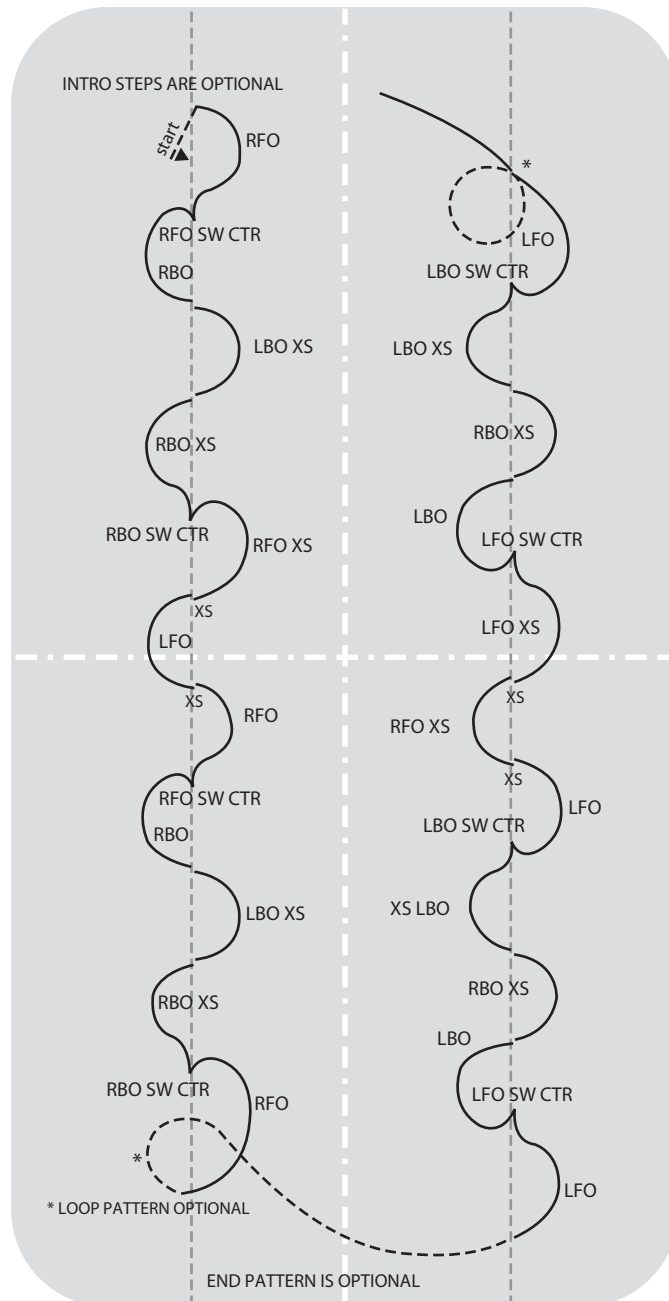 INTRO STEPS ARE OPTIONAL
start
RFO
RFO SW CTR
RBO
LBO XS
RBO XS
RBO SW CTR
RFO XS
XS
LFO
XS
RFO
RFO SW CTR
RBO
LBO XS
RBO XS
RBO SW CTR
RFO
*
* LOOP PATTERN OPTIONAL
END PATTERN IS OPTIONAL
*
LFO
LBO SW CTR
LBO XS
RBO XS
LBO
LFO SW CTR
LFO XS
XS
RFO XS
XS
LFO
LBO SW CTR
XS LBO
RBO XS
LBO
LFO SW CTR
LFO